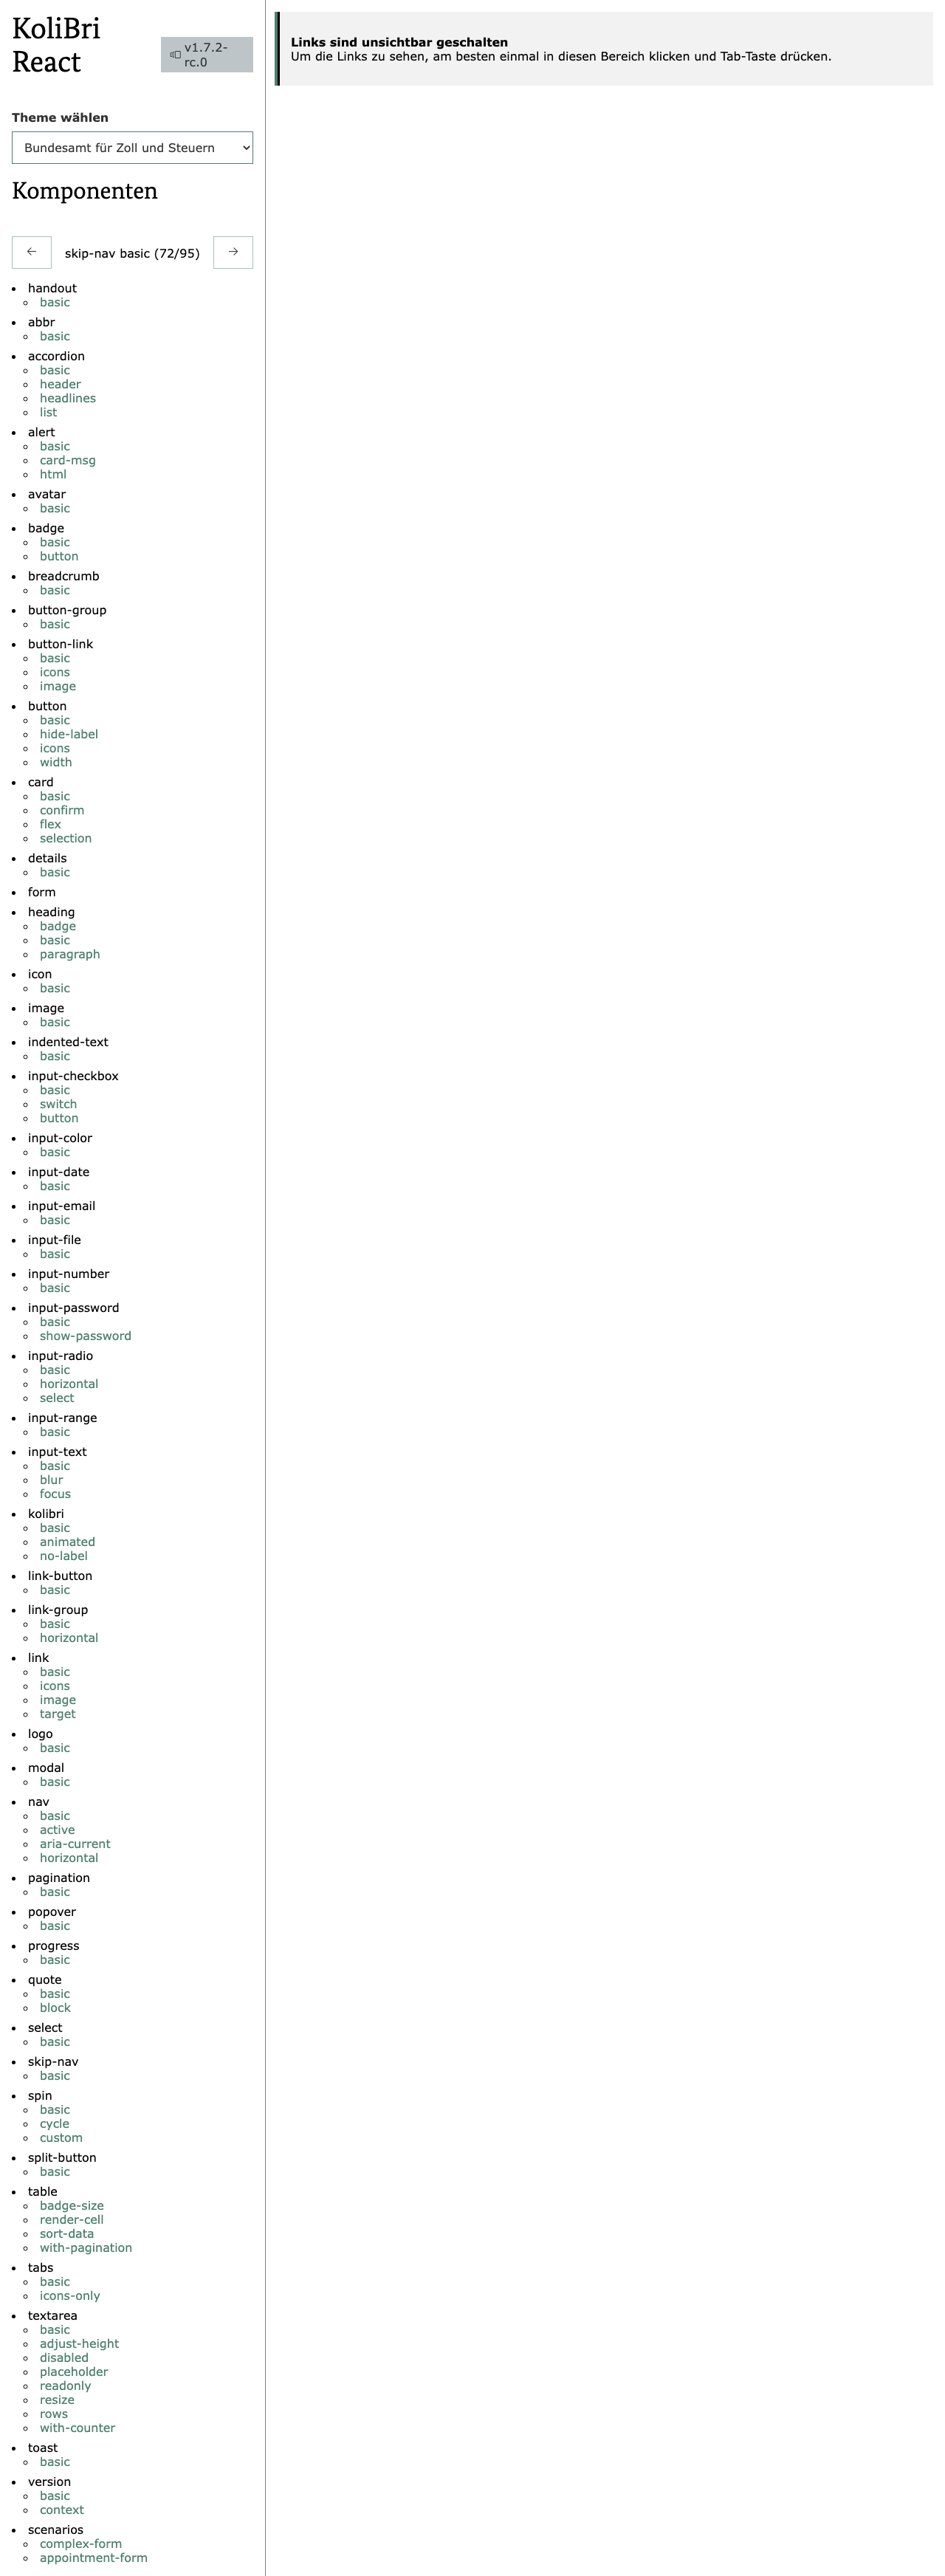 KoliBri
React
v1.7.2-
rc.0
Theme wählen
Bundesamt für Zoll und Steuern
Komponenten
← skip-nav basic (72/95) →
handout
basic
abbr
basic
accordion
basic
header
headlines
list
alert
basic
card-msg
html
avatar
basic
badge
basic
button
breadcrumb
basic
button-group
basic
button-link
basic
icons
image
button
basic
hide-label
icons
width
card
basic
confirm
flex
selection
details
basic
form
heading
badge
basic
paragraph
icon
basic
image
basic
indented-text
basic
input-checkbox
basic
switch
button
input-color
basic
input-date
basic
input-email
basic
input-file
basic
input-number
basic
input-password
basic
show-password
input-radio
basic
horizontal
select
input-range
basic
input-text
basic
blur
focus
kolibri
basic
animated
no-label
link-button
basic
link-group
basic
horizontal
link
basic
icons
image
target
logo
basic
modal
basic
nav
basic
active
aria-current
horizontal
pagination
basic
popover
basic
progress
basic
quote
basic
block
select
basic
skip-nav
basic
spin
basic
cycle
custom
split-button
basic
table
badge-size
render-cell
sort-data
with-pagination
tabs
basic
icons-only
textarea
basic
adjust-height
disabled
placeholder
readonly
resize
rows
with-counter
toast
basic
version
basic
context
scenarios
complex-form
appointment-form
Links sind unsichtbar geschalten
Um die Links zu sehen, am besten einmal in diesen Bereich klicken und Tab-Taste drücken.